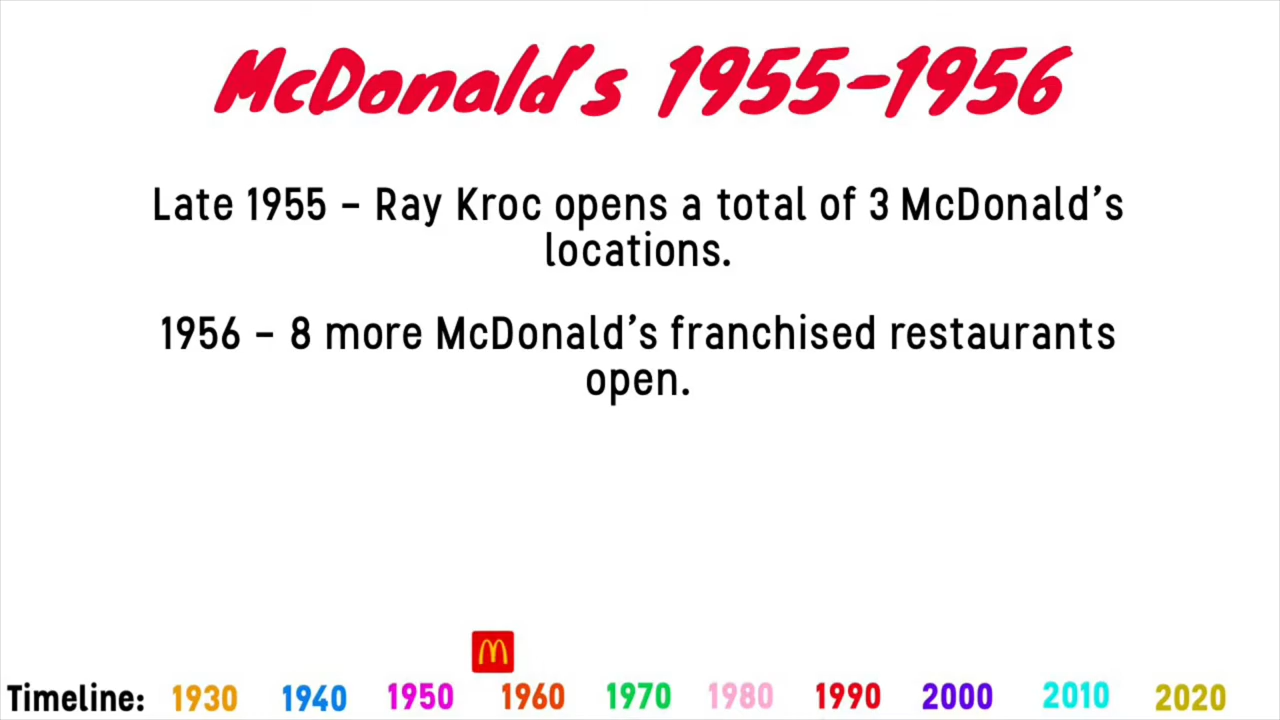 McDonald's 1955-1956
Late 1955 – Ray Kroc opens a total of 3 McDonald’s
locations.
1956 – 8 more McDonald’s franchised restaurants
open.
Timeline: 1930 1940 1950 1960 1970 1980 1990 2000 2010 2020